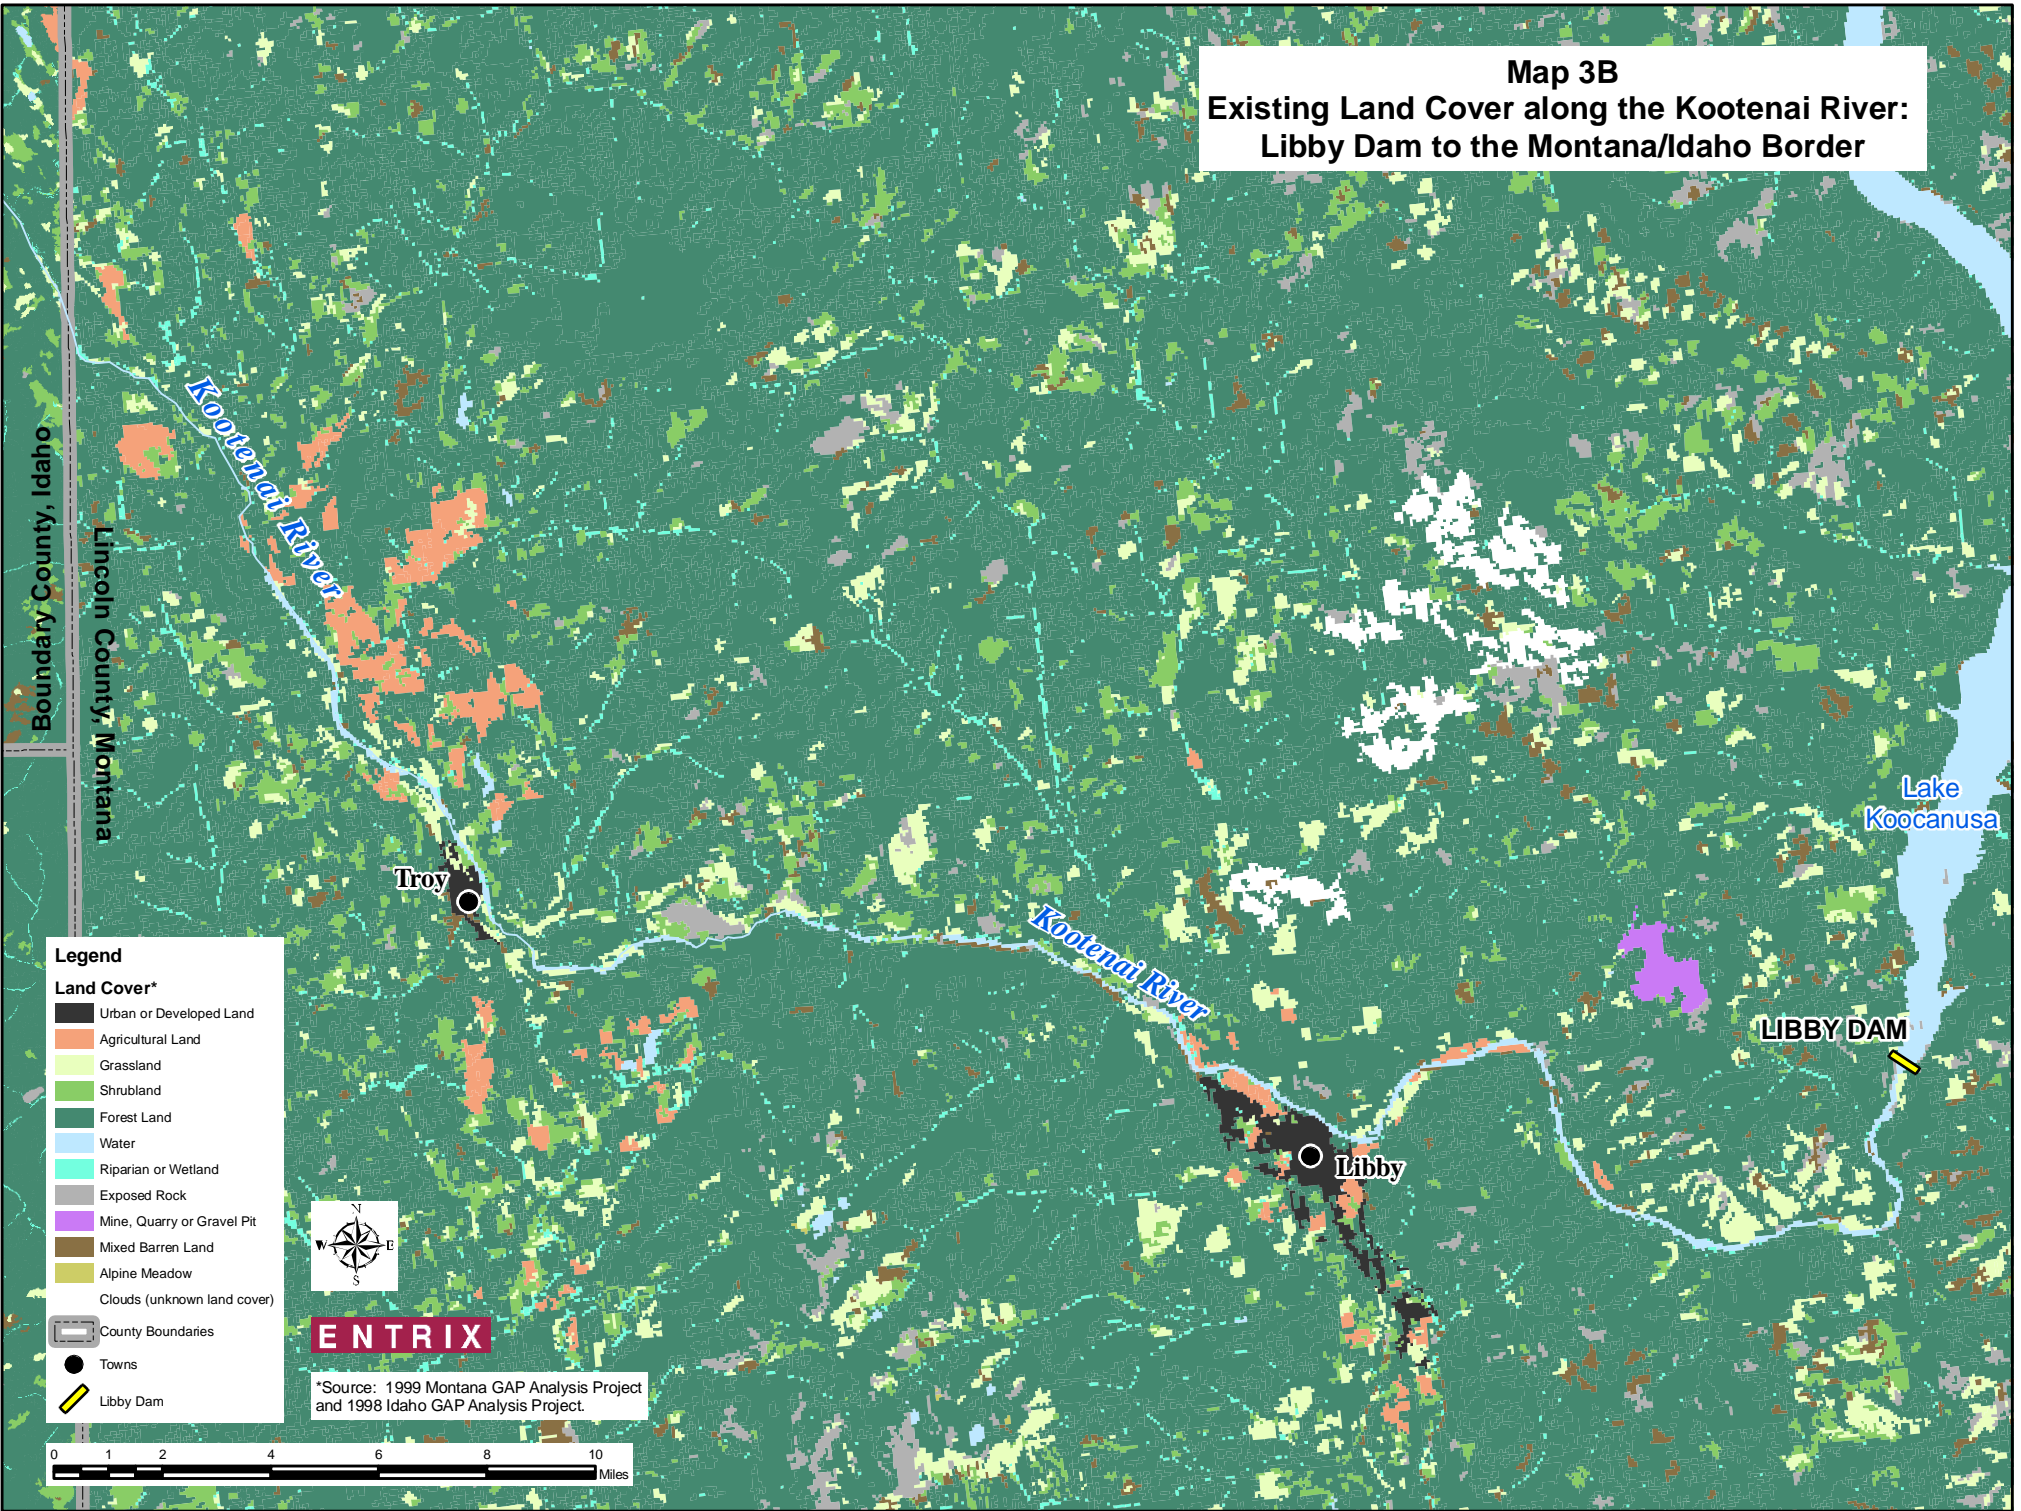 Map 3B
Existing Land Cover along the Kootenai River:
Libby Dam to the Montana/Idaho Border
Kootenai River
Boundary County, Idaho
Lincoln County, Montana
Lake
Koocanusa
Troy
Kootenai River
LIBBY DAM
Libby
Legend
Land Cover*
Urban or Developed Land
Agricultural Land
Grassland
Shrubland
Forest Land
Water
Riparian or Wetland
Exposed Rock
Mine, Quarry or Gravel Pit
Mixed Barren Land
Alpine Meadow
Clouds (unknown land cover)
County Boundaries
Towns
Libby Dam
N
W E
S
ENTRIX
*Source: 1999 Montana GAP Analysis Project
and 1998 Idaho GAP Analysis Project.
0 1 2 4 6 8 10
Miles